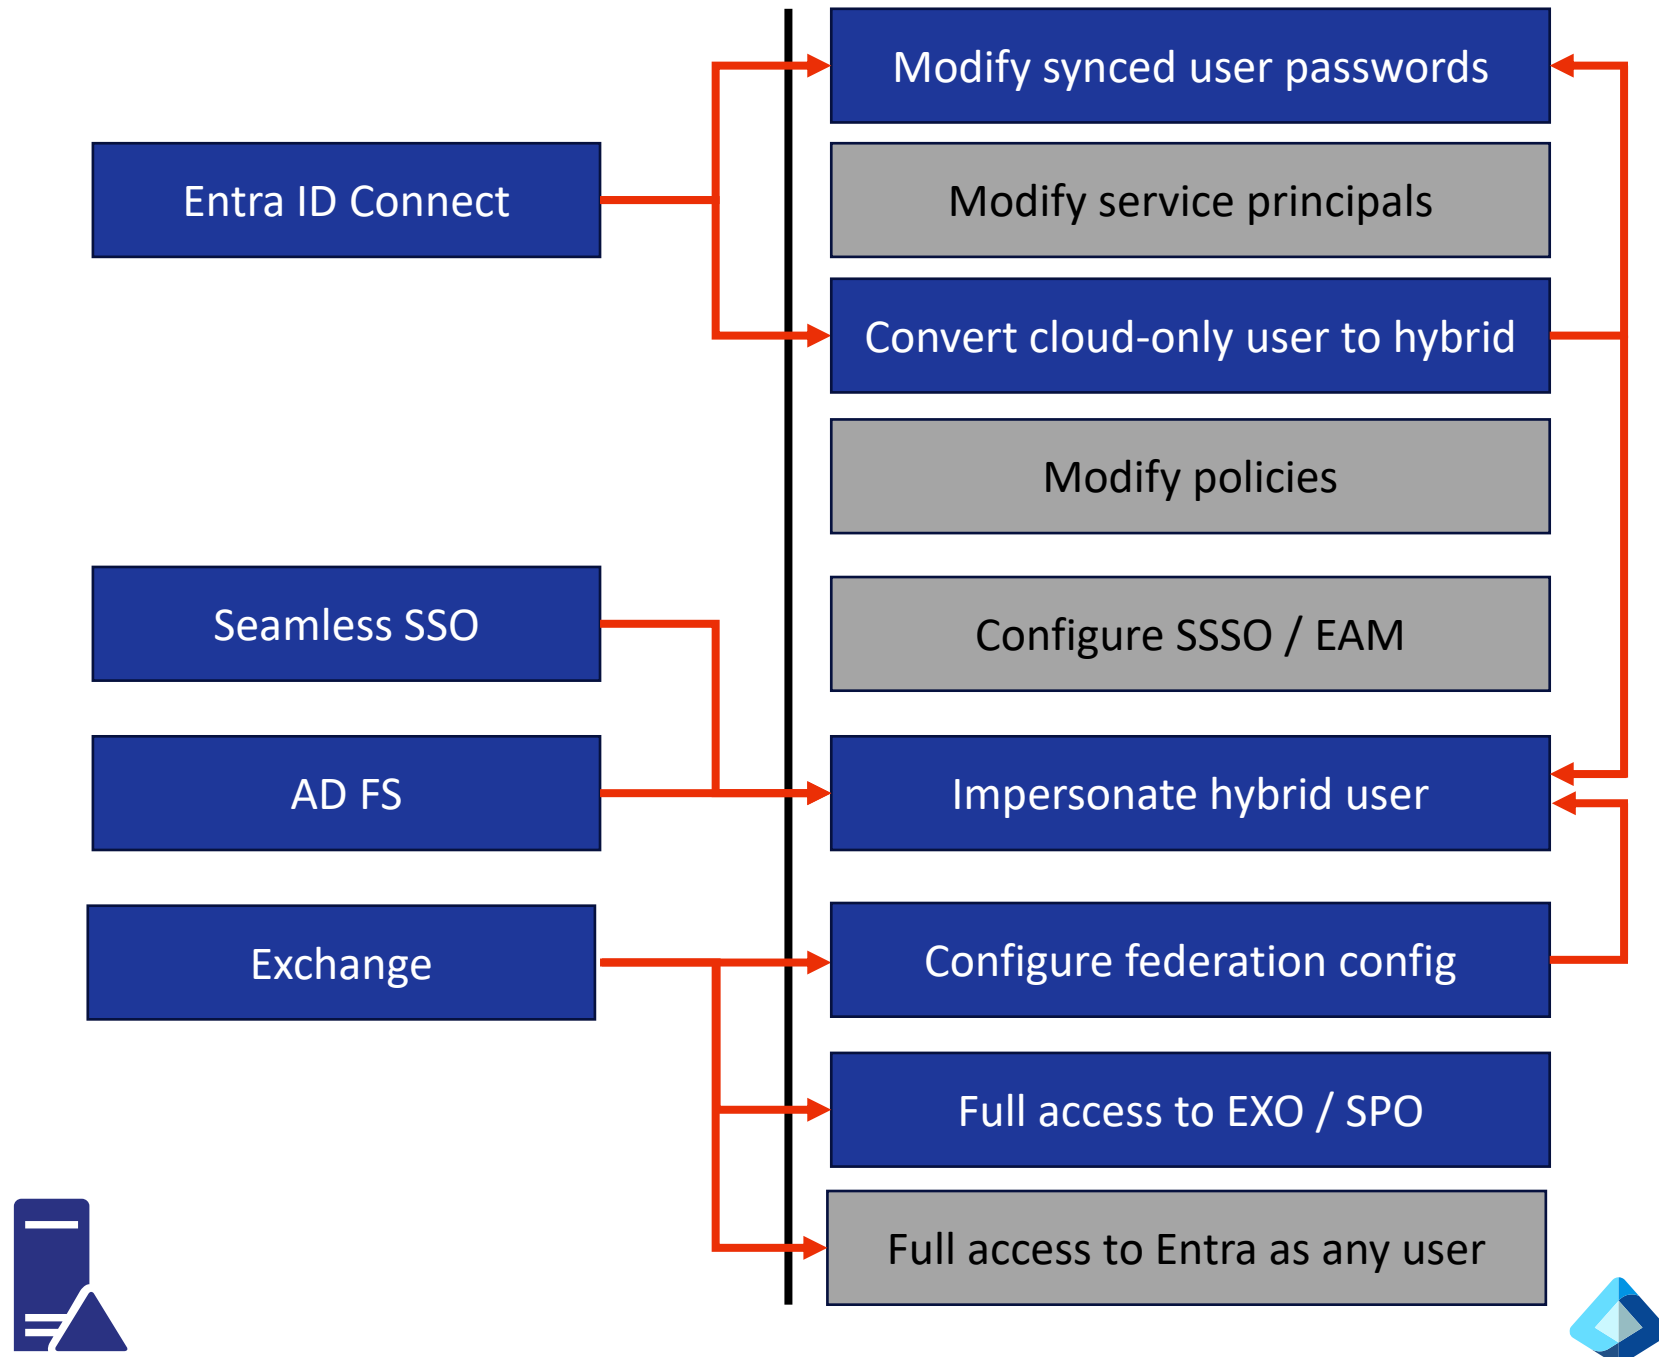 Entra ID Connect
Seamless SSO
AD FS
Exchange
Modify synced user passwords
Modify service principals
Convert cloud-only user to hybrid
Modify policies
Configure SSSO / EAM
Impersonate hybrid user
Configure federation config
Full access to EXO / SPO
Full access to Entra as any user